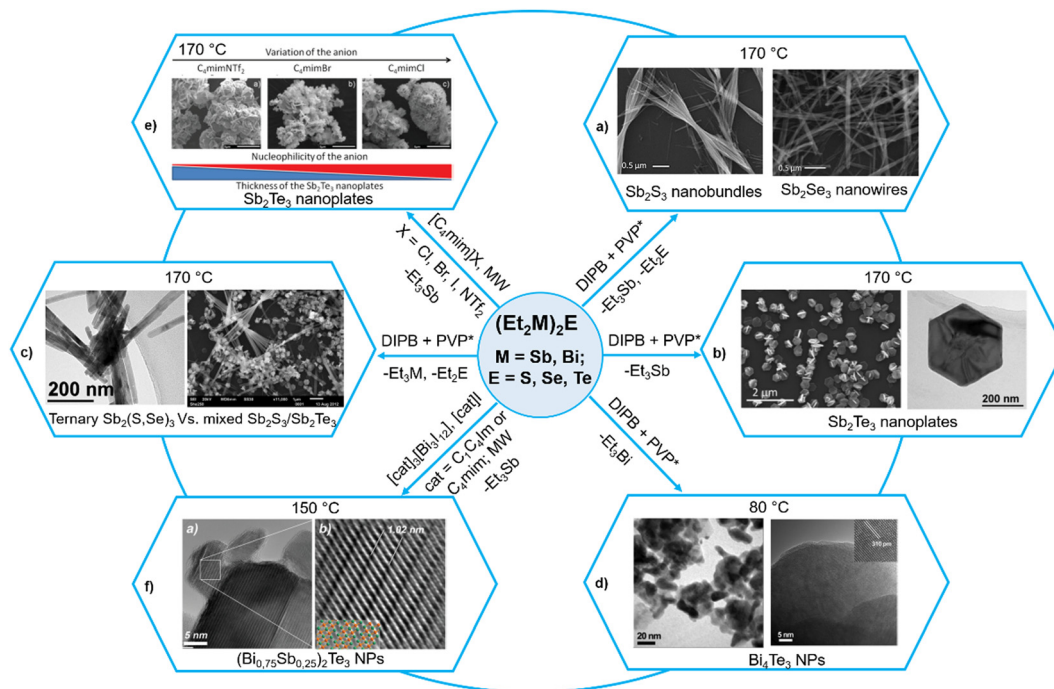 170 °C
Variation of the anion
C₄mimNTf₂ C₄mimBr C₄mimCl
a) b) c)
e)
Nucleophilicity of the anion
Thickness of the Sb₂Te₃ nanoplates
Sb₂Te₃ nanoplates
170 °C
a)
0.5 µm 0.5 µm
Sb₂S₃ nanobundles Sb₂Se₃ nanowires
[C₄mim]X, MW
X = Cl, Br, I, NTf₂
-Et₃Sb
DIPB + PVP*
-Et₃Sb, -Et₂E
170 °C
c)
200 nm
Ternary Sb₂(S,Se)₃ Vs. mixed Sb₂S₃/Sb₂Te₃
DIPB + PVP*
-Et₃M, -Et₂E
(Et₂M)₂E
M = Sb, Bi;
E = S, Se, Te
DIPB + PVP*
-Et₃Sb
170 °C
b)
2 µm 200 nm
Sb₂Te₃ nanoplates
[cat]₃[Bi₃I₁₂], [cat]I
cat = C₁C₄Im or
C₄mim; MW
-Et₃Sb
DIPB + PVP*
-Et₃Bi
150 °C
a) b)
1.02 nm
f)
5 nm
(Bi₀,₇₅Sb₀,₂₅)₂Te₃ NPs
80 °C
310 pm
d)
20 nm 5 nm
Bi₄Te₃ NPs